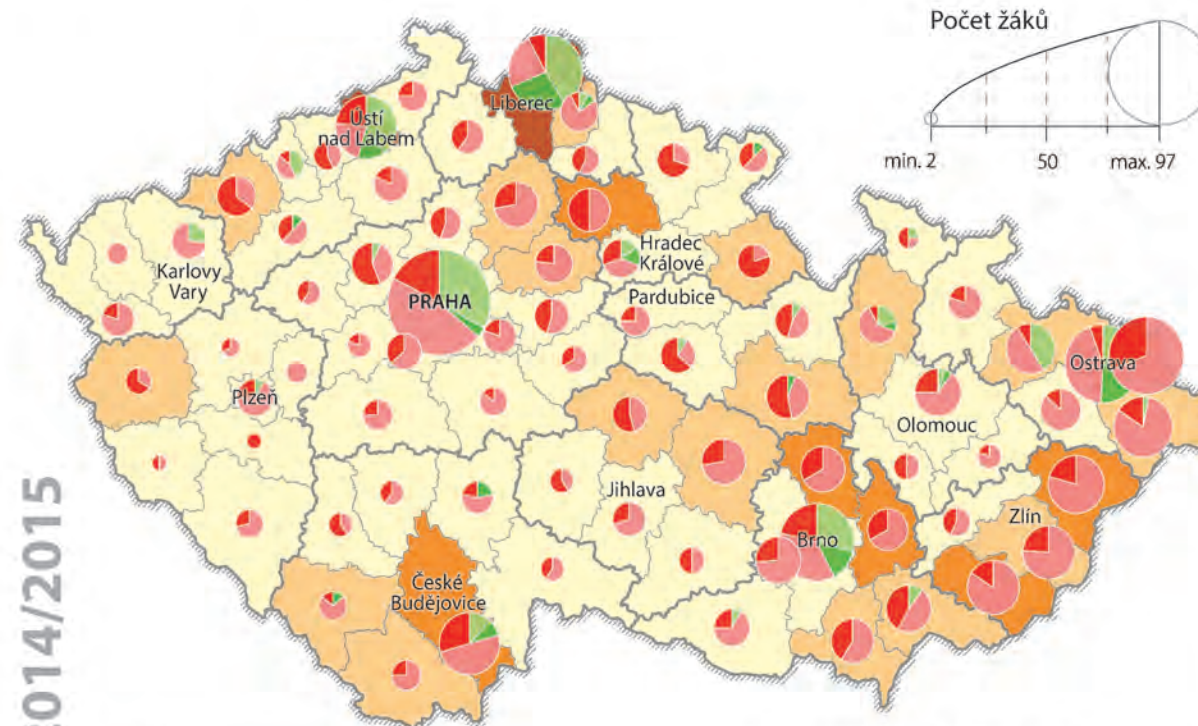 Počet žáků
min. 2
50
max. 97
Liberec
Ústí
nad Labem
Karlovy
Vary
PRAHA
Hradec
Králové
Pardubice
Plzeň
Ostrava
Olomouc
Jihlava
Zlín
Brno
České
Budějovice
2014/2015